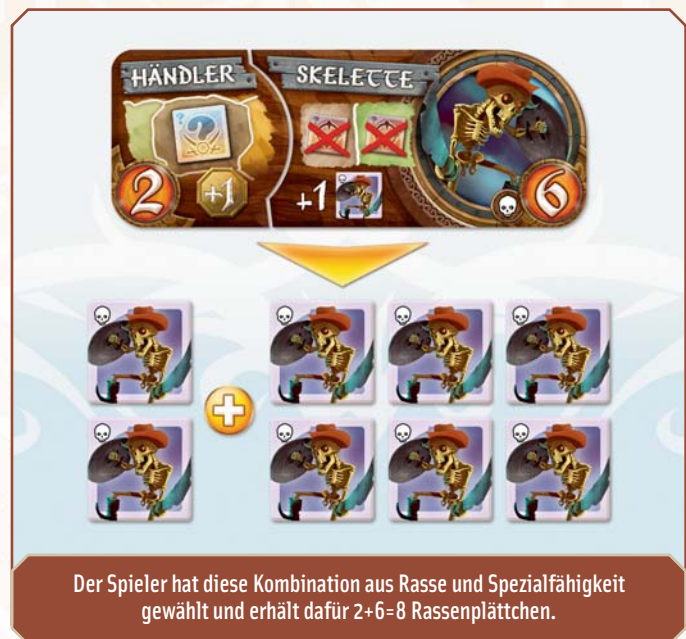 HÄNDLER SKELETTE
?
2 +1 +1 6
Der Spieler hat diese Kombination aus Rasse und Spezialfähigkeit
gewählt und erhält dafür 2+6=8 Rassenplättchen.